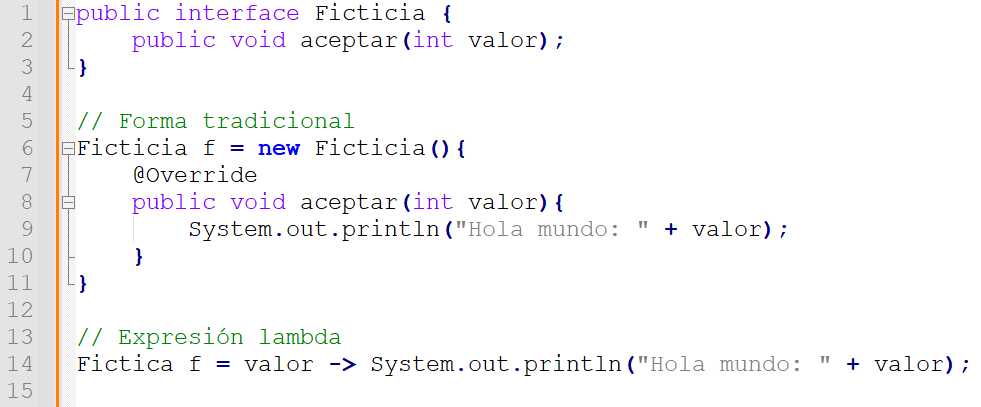 1 public interface Ficticia {
2 public void aceptar(int valor);
3 }
4
5 // Forma tradicional
6 Ficticia f = new Ficticia(){
7 @Override
8 public void aceptar(int valor){
9 System.out.println("Hola mundo: " + valor);
10 }
11 }
12
13 // Expresión lambda
14 Fictica f = valor -> System.out.println("Hola mundo: " + valor);
15